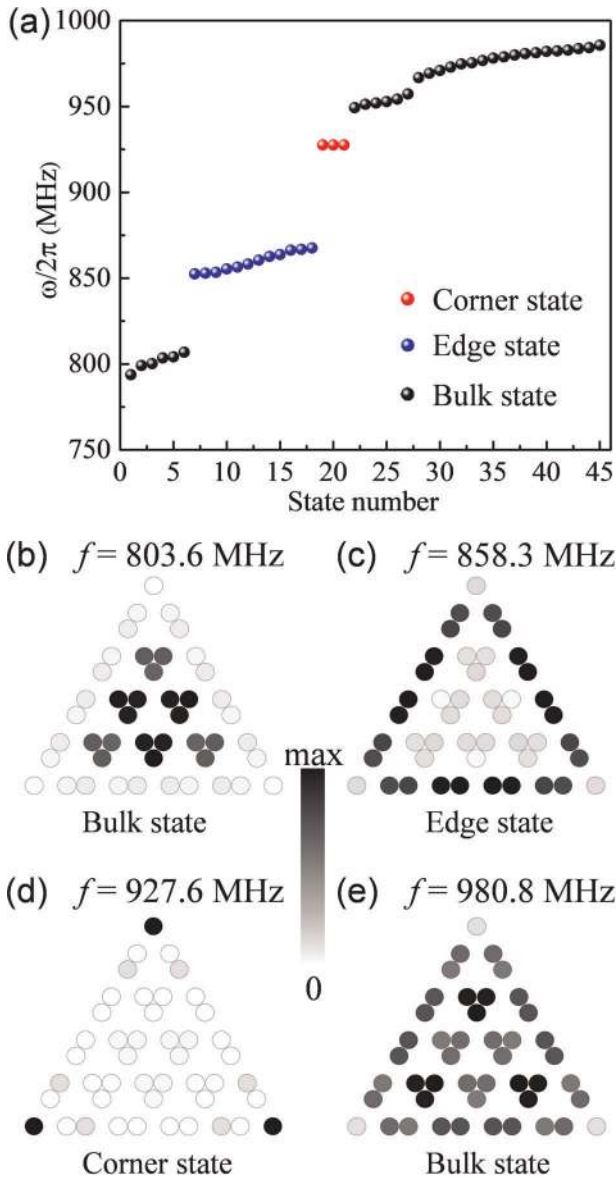 (a)
1000
950
900
850
800
750
ω/2π (MHz)
Corner state
Edge state
Bulk state
0 5 10 15 20 25 30 35 40 45
State number
(b) f = 803.6 MHz
(c) f = 858.3 MHz
max
Bulk state
Edge state
(d) f = 927.6 MHz
(e) f = 980.8 MHz
0
Corner state
Bulk state